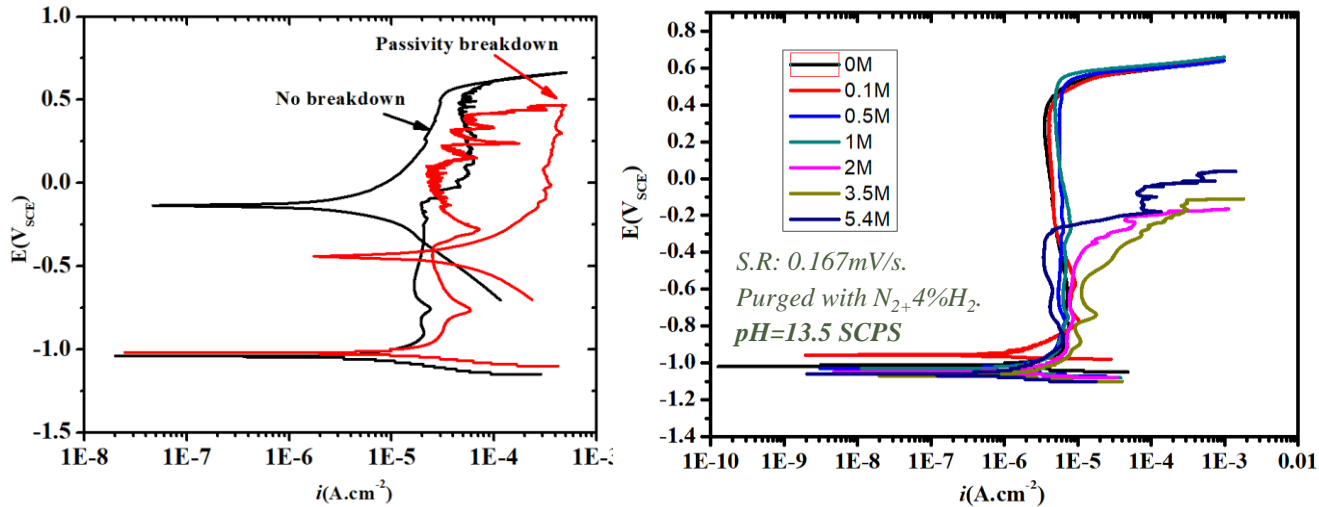 1.0
0.5
0.0
-0.5
-1.0
-1.5
E(V_SCE)
Passivity breakdown
No breakdown
1E-8 1E-7 1E-6 1E-5 1E-4 1E-3
i(A.cm⁻²)
0.8
0.6
0.4
0.2
0.0
-0.2
-0.4
-0.6
-0.8
-1.0
-1.2
-1.4
E(V_SCE)
0M
0.1M
0.5M
1M
2M
3.5M
5.4M
S.R: 0.167mV/s.
Purged with N₂₊4%H₂.
pH=13.5 SCPS
1E-10 1E-9 1E-8 1E-7 1E-6 1E-5 1E-4 1E-3 0.01
i(A.cm⁻²)